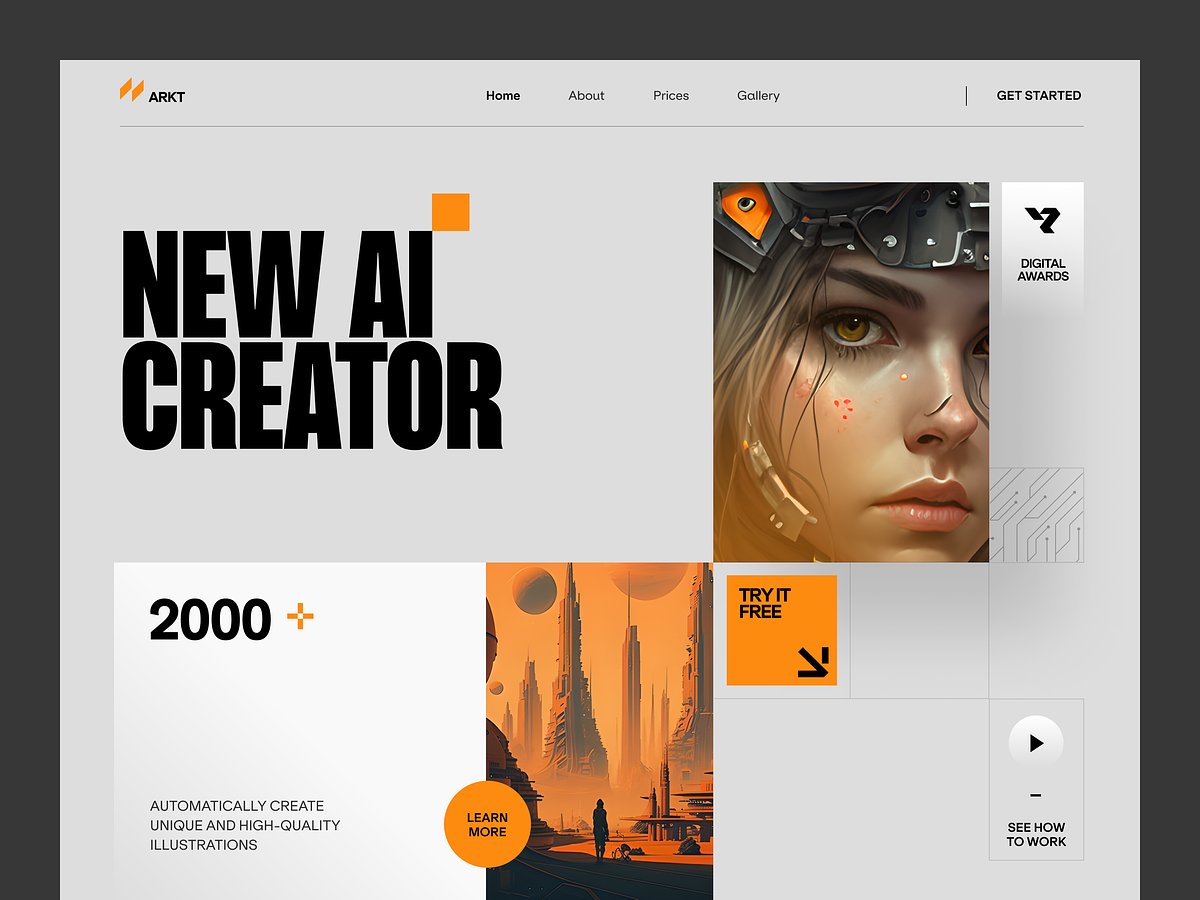 ARKT
Home
About
Prices
Gallery
GET STARTED
NEW AI
CREATOR
DIGITAL
AWARDS
2000 +
TRY IT
FREE
AUTOMATICALLY CREATE
UNIQUE AND HIGH-QUALITY
ILLUSTRATIONS
LEARN
MORE
SEE HOW
TO WORK